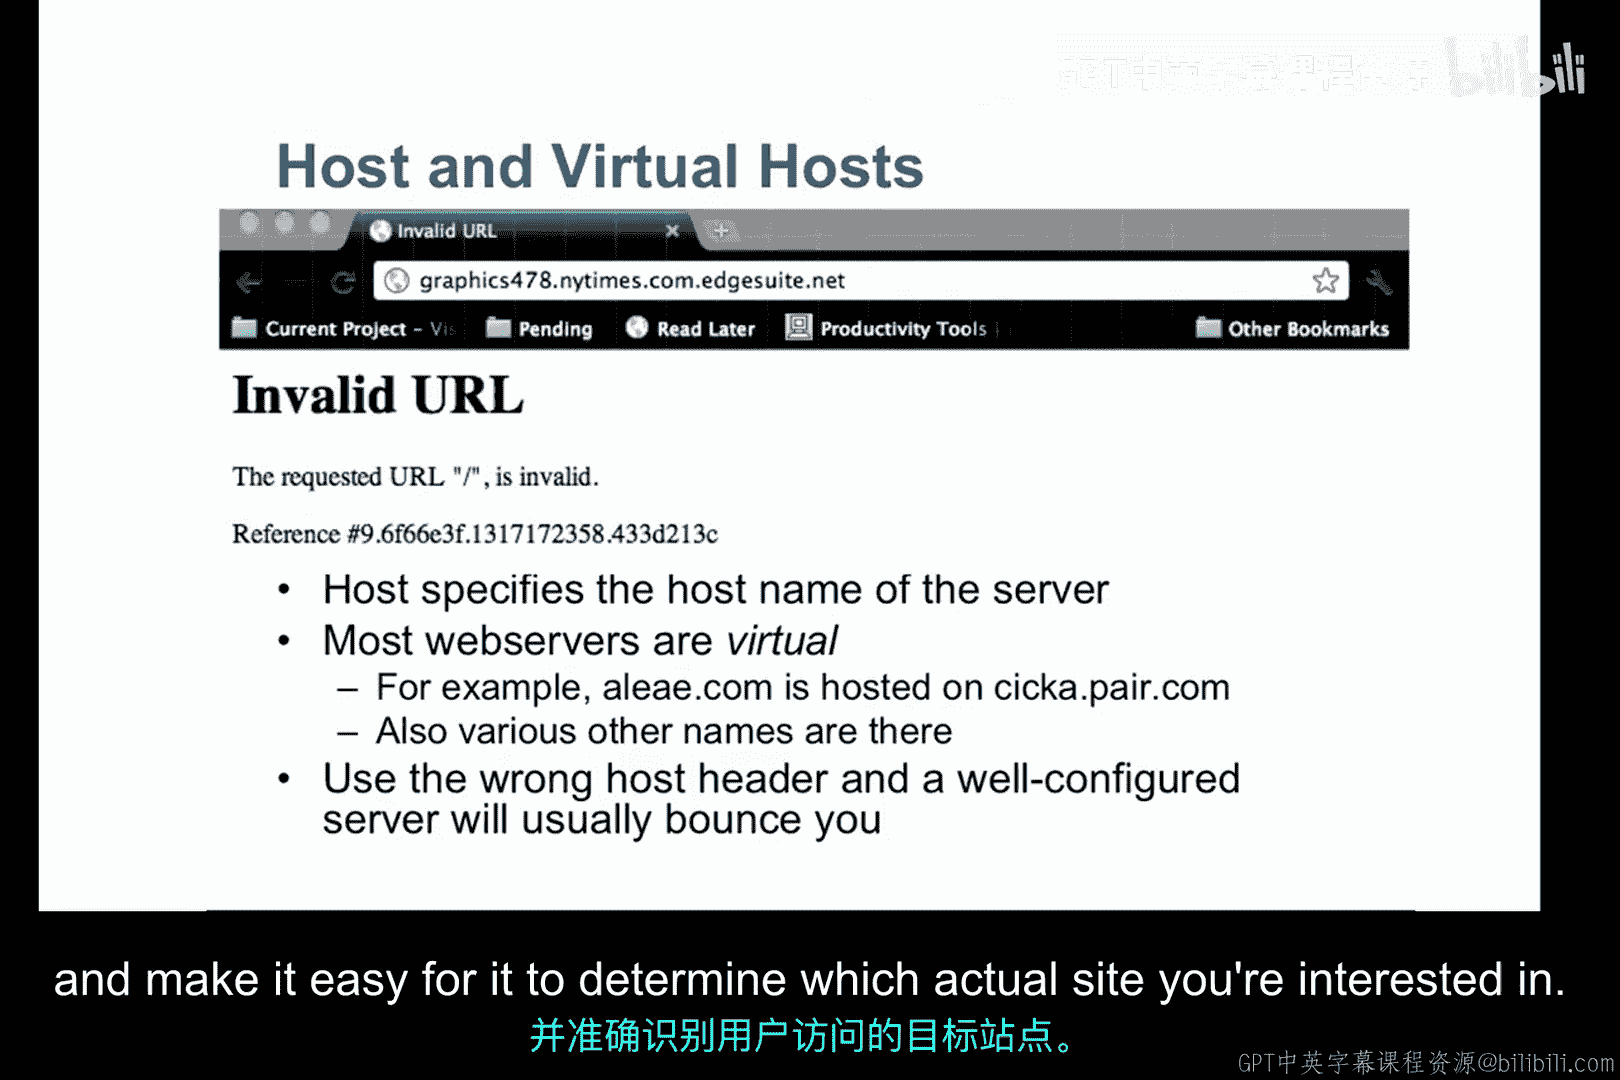 bilibili
Host and Virtual Hosts
Invalid URL
graphics478.nytimes.com.edgesuite.net
Current Project – Vis
Pending
Read Later
Productivity Tools
Other Bookmarks
Invalid URL
The requested URL "/", is invalid.
Reference #9.6f66e3f.1317172358.433d213c
• Host specifies the host name of the server
• Most webservers are virtual
– For example, aleae.com is hosted on cicka.pair.com
– Also various other names are there
• Use the wrong host header and a well-configured
server will usually bounce you
and make it easy for it to determine which actual site you're interested in.
并准确识别用户访问的目标站点。
GPT中英字幕课程资源@bilibili.com